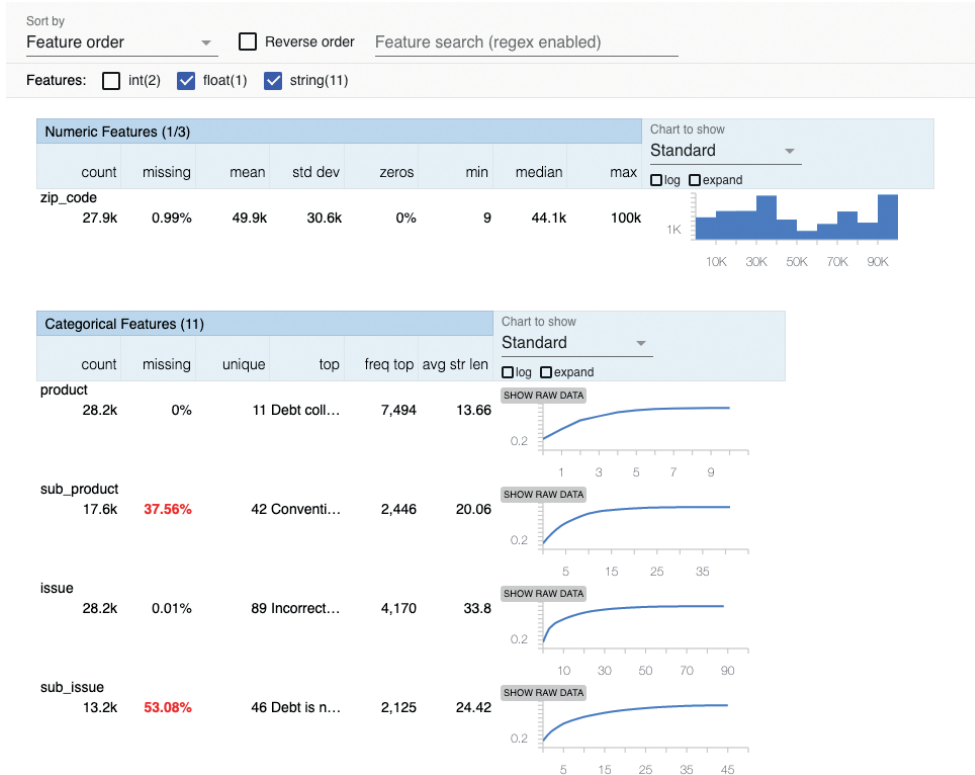 Sort by
Feature order
Reverse order
Feature search (regex enabled)
Features: int(2) float(1) string(11)
Numeric Features (1/3)
count missing mean std dev zeros min median max
Chart to show
Standard
log expand
zip_code
27.9k 0.99% 49.9k 30.6k 0% 9 44.1k 100k
1K
10K 30K 50K 70K 90K
Categorical Features (11)
count missing unique top freq top avg str len
Chart to show
Standard
log expand
product
28.2k 0% 11 Debt coll... 7,494 13.66
SHOW RAW DATA
0.2
1 3 5 7 9
sub_product
17.6k 37.56% 42 Conventi... 2,446 20.06
SHOW RAW DATA
0.2
5 15 25 35
issue
28.2k 0.01% 89 Incorrect... 4,170 33.8
SHOW RAW DATA
0.2
10 30 50 70 90
sub_issue
13.2k 53.08% 46 Debt is n... 2,125 24.42
SHOW RAW DATA
0.2
5 15 25 35 45